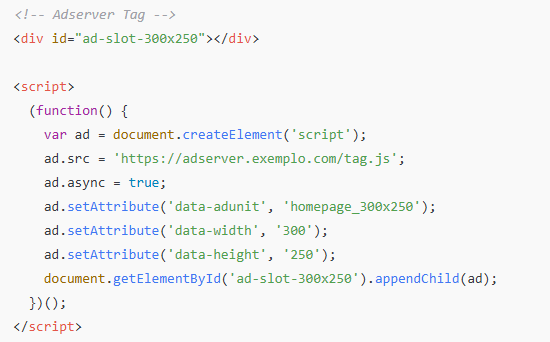 <!-- Adserver Tag -->
<div id="ad-slot-300x250"></div>
<script>
(function() {
var ad = document.createElement('script');
ad.src = 'https://adserver.exemplo.com/tag.js';
ad.async = true;
ad.setAttribute('data-adunit', 'homepage_300x250');
ad.setAttribute('data-width', '300');
ad.setAttribute('data-height', '250');
document.getElementById('ad-slot-300x250').appendChild(ad);
})();
</script>